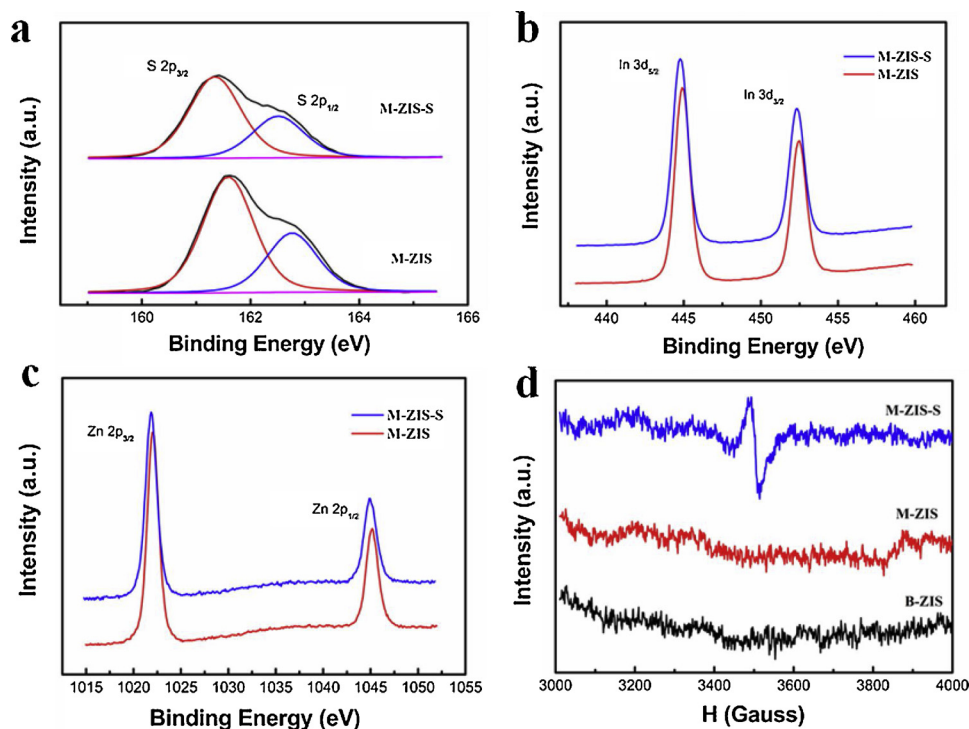 a
S 2p3/2
S 2p1/2
M-ZIS-S
M-ZIS
Intensity (a.u.)
160 162 164 166
Binding Energy (eV)
b
In 3d5/2
In 3d3/2
M-ZIS-S
M-ZIS
Intensity (a.u.)
440 445 450 455 460
Binding Energy (eV)
c
Zn 2p3/2
Zn 2p1/2
M-ZIS-S
M-ZIS
Intensity (a.u.)
1015 1020 1025 1030 1035 1040 1045 1050 1055
Binding Energy (eV)
d
M-ZIS-S
M-ZIS
B-ZIS
Intensity (a.u.)
3000 3200 3400 3600 3800 4000
H (Gauss)